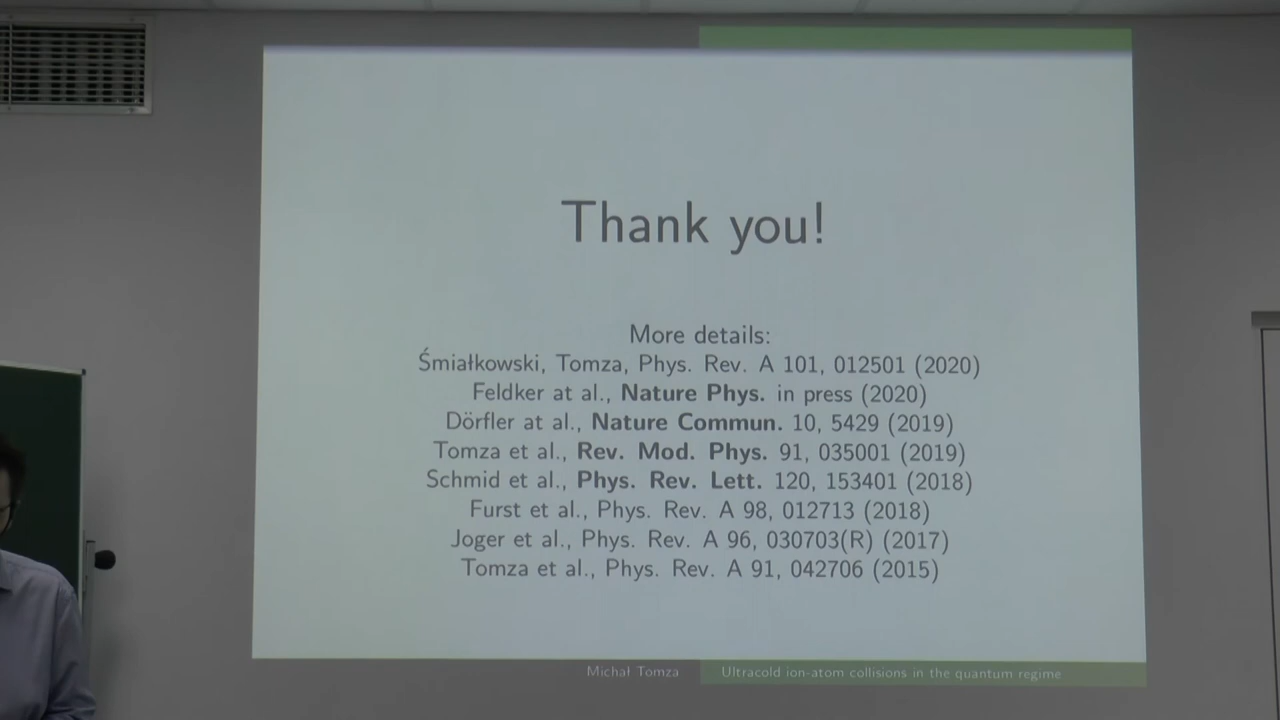 Thank you!
More details:
Śmiałkowski, Tomza, Phys. Rev. A 101, 012501 (2020)
Feldker at al., Nature Phys. in press (2020)
Dörfler at al., Nature Commun. 10, 5429 (2019)
Tomza et al., Rev. Mod. Phys. 91, 035001 (2019)
Schmid et al., Phys. Rev. Lett. 120, 153401 (2018)
Furst et al., Phys. Rev. A 98, 012713 (2018)
Joger et al., Phys. Rev. A 96, 030703(R) (2017)
Tomza et al., Phys. Rev. A 91, 042706 (2015)
Michał Tomza
Ultracold ion-atom collisions in the quantum regime